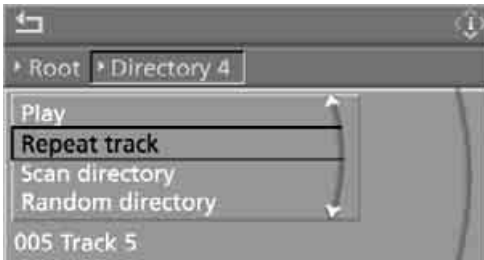 Root Directory 4
Play
Repeat track
Scan directory
Random directory
005 Track 5